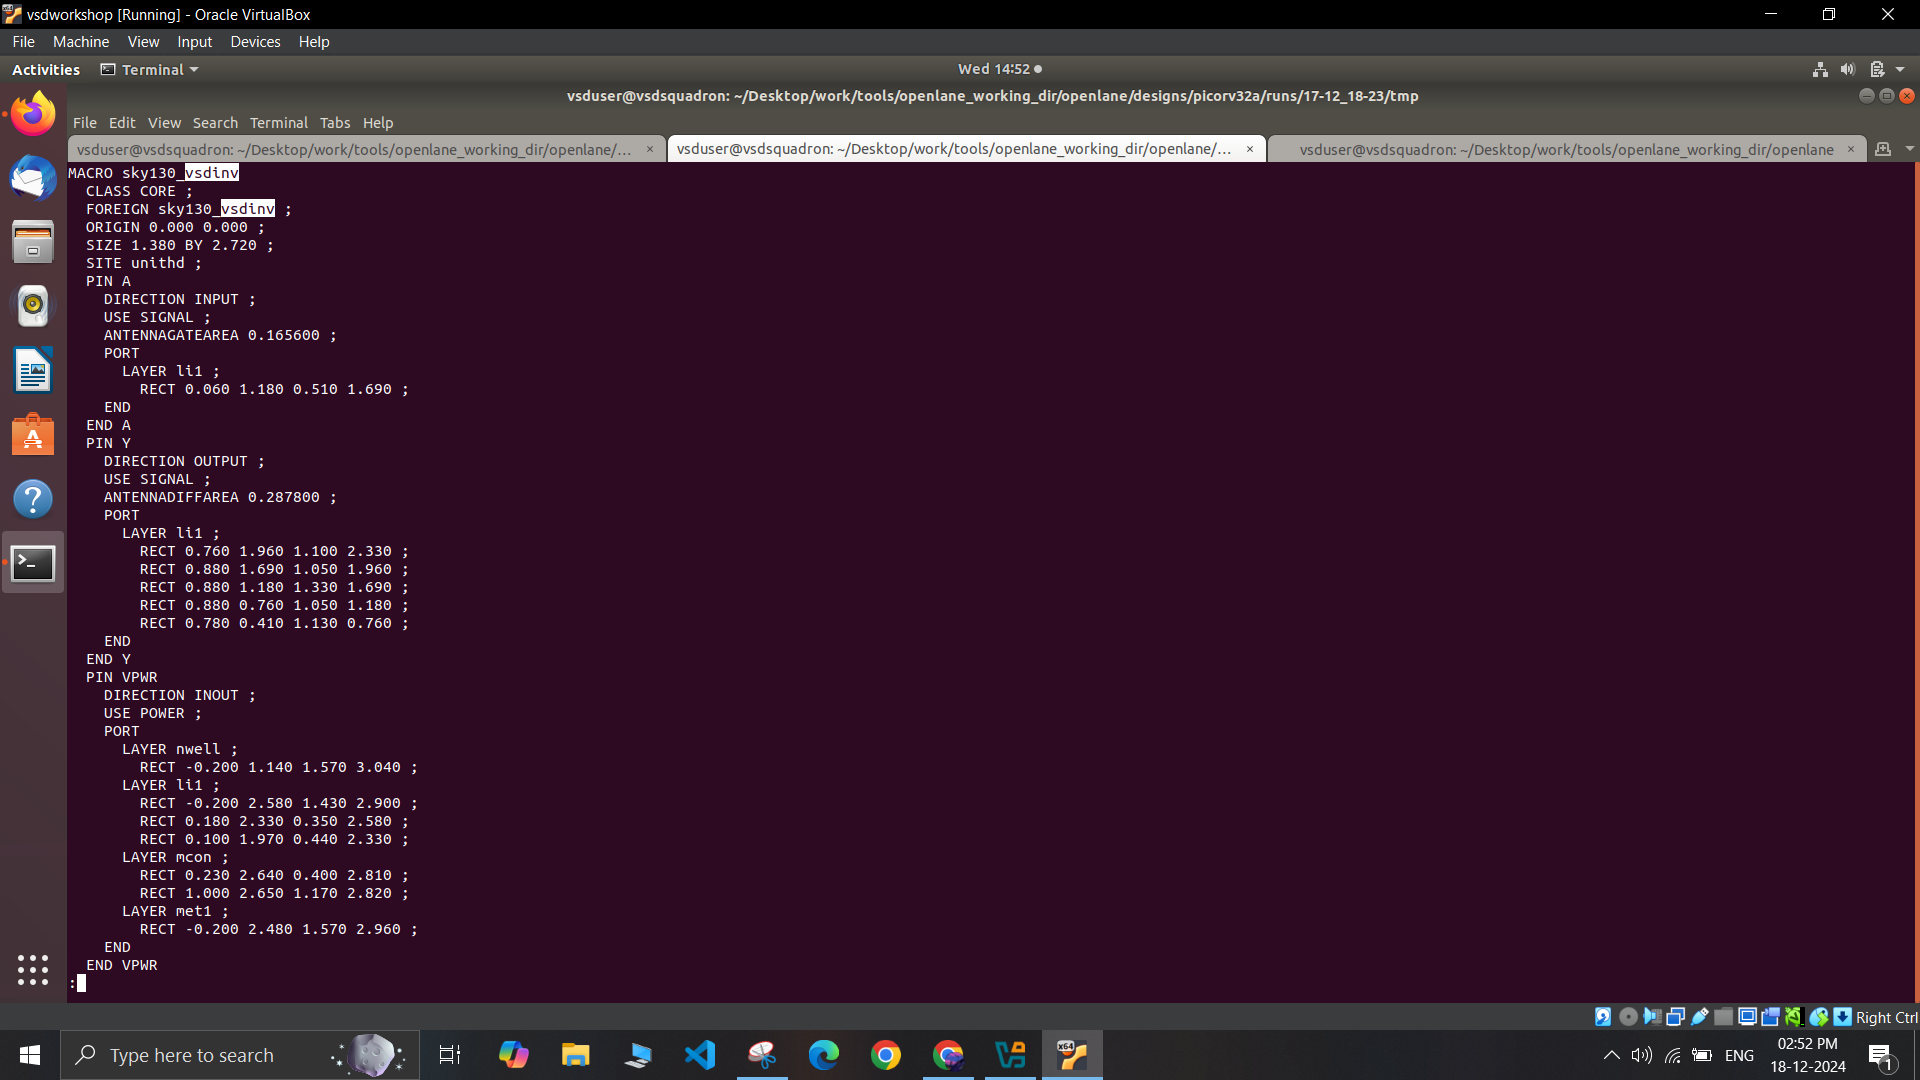 vsdworkshop [Running] - Oracle VirtualBox
File Machine View Input Devices Help
Activities Terminal Wed 14:52
vsduser@vsdsquadron: ~/Desktop/work/tools/openlane_working_dir/openlane/designs/picorv32a/runs/17-12_18-23/tmp
File Edit View Search Terminal Tabs Help
vsduser@vsdsquadron: ~/Desktop/work/tools/openlane_working_dir/openlane/... × vsduser@vsdsquadron: ~/Desktop/work/tools/openlane_working_dir/openlane/... × vsduser@vsdsquadron: ~/Desktop/work/tools/openlane_working_dir/openlane ×
MACRO sky130_vsdinv
  CLASS CORE ;
  FOREIGN sky130_vsdinv ;
  ORIGIN 0.000 0.000 ;
  SIZE 1.380 BY 2.720 ;
  SITE unithd ;
  PIN A
    DIRECTION INPUT ;
    USE SIGNAL ;
    ANTENNAGATEAREA 0.165600 ;
    PORT
      LAYER li1 ;
        RECT 0.060 1.180 0.510 1.690 ;
    END
  END A
  PIN Y
    DIRECTION OUTPUT ;
    USE SIGNAL ;
    ANTENNADIFFAREA 0.287800 ;
    PORT
      LAYER li1 ;
        RECT 0.760 1.960 1.100 2.330 ;
        RECT 0.880 1.690 1.050 1.960 ;
        RECT 0.880 1.180 1.330 1.690 ;
        RECT 0.880 0.760 1.050 1.180 ;
        RECT 0.780 0.410 1.130 0.760 ;
    END
  END Y
  PIN VPWR
    DIRECTION INOUT ;
    USE POWER ;
    PORT
      LAYER nwell ;
        RECT -0.200 1.140 1.570 3.040 ;
      LAYER li1 ;
        RECT -0.200 2.580 1.430 2.900 ;
        RECT 0.180 2.330 0.350 2.580 ;
        RECT 0.100 1.970 0.440 2.330 ;
      LAYER mcon ;
        RECT 0.230 2.640 0.400 2.810 ;
        RECT 1.000 2.650 1.170 2.820 ;
      LAYER met1 ;
        RECT -0.200 2.480 1.570 2.960 ;
    END
  END VPWR
:
Right Ctrl
Type here to search
x64
ENG
02:52 PM
18-12-2024
1